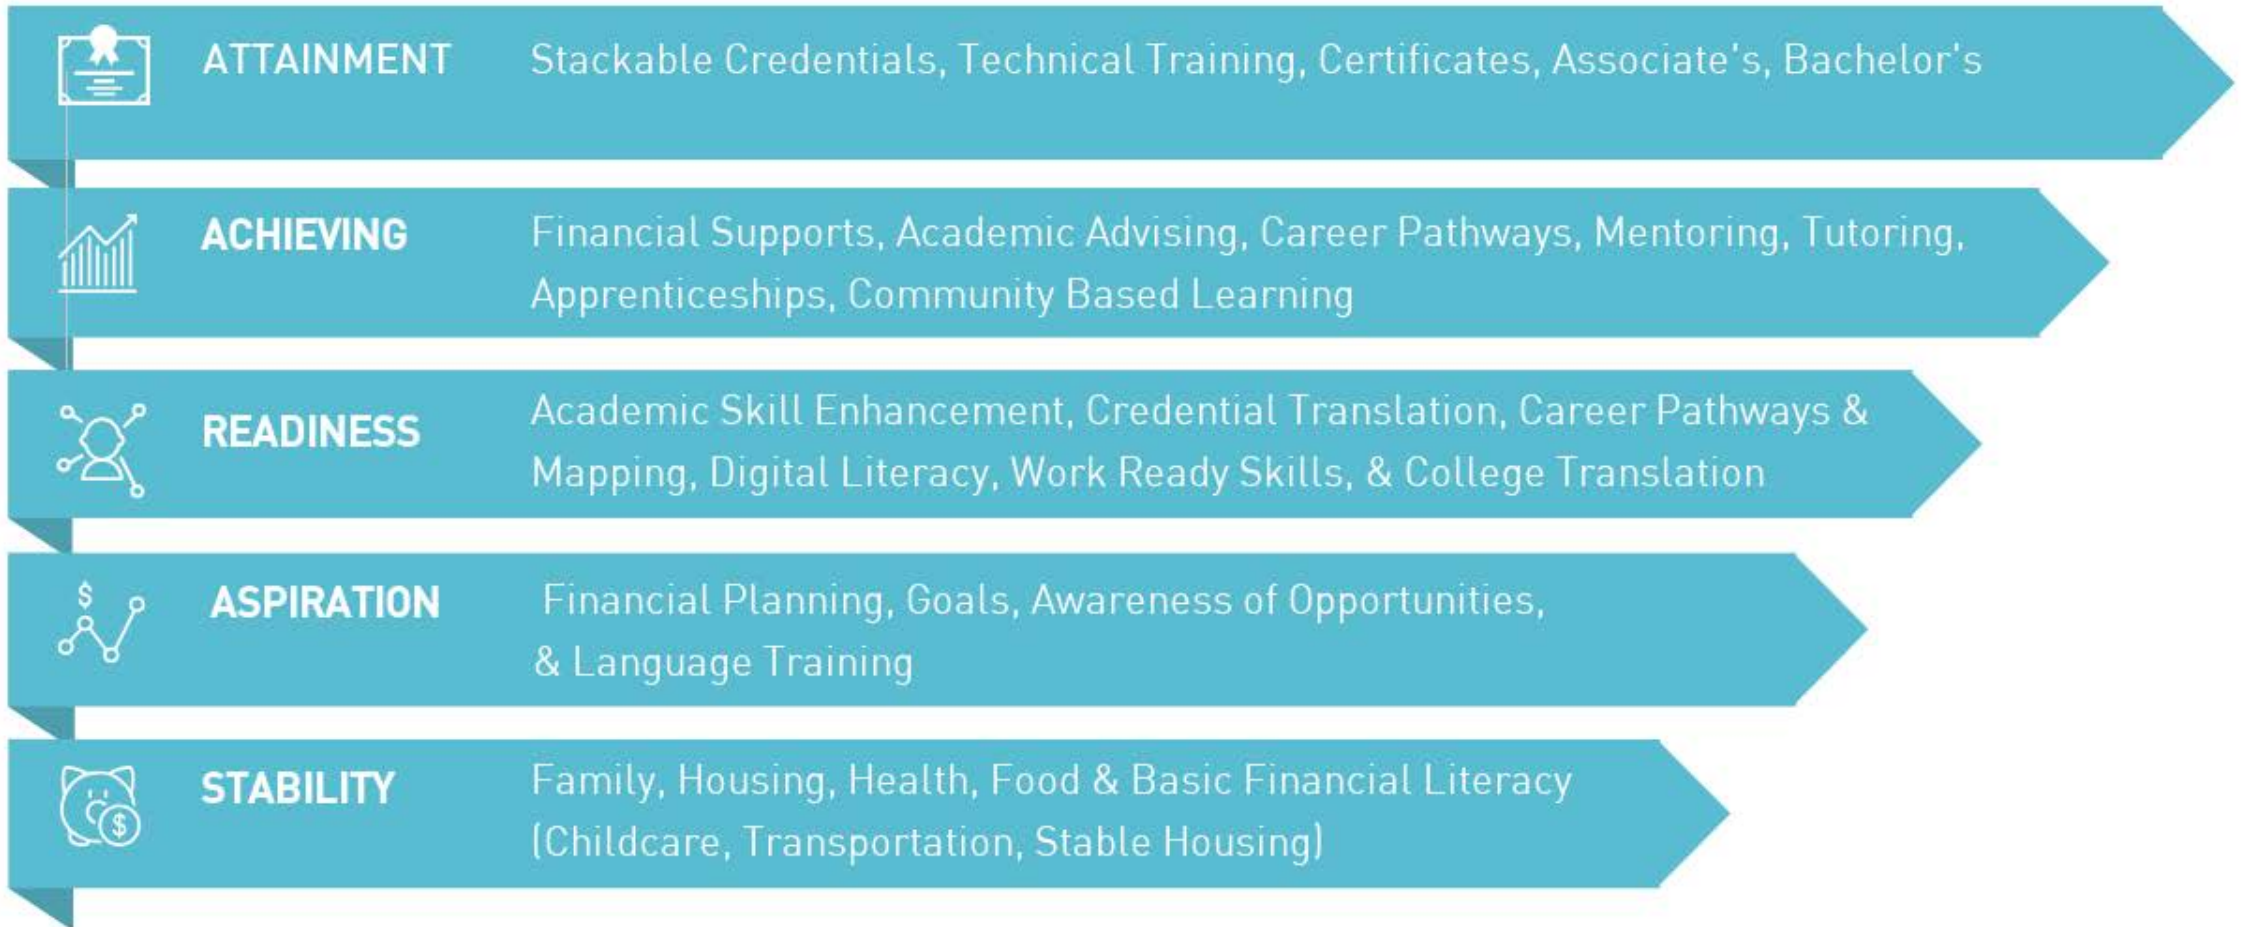 ATTAINMENT Stackable Credentials, Technical Training, Certificates, Associate's, Bachelor's
ACHIEVING Financial Supports, Academic Advising, Career Pathways, Mentoring, Tutoring,
Apprenticeships, Community Based Learning
READINESS Academic Skill Enhancement, Credential Translation, Career Pathways &
Mapping, Digital Literacy, Work Ready Skills, & College Translation
ASPIRATION Financial Planning, Goals, Awareness of Opportunities,
& Language Training
STABILITY Family, Housing, Health, Food & Basic Financial Literacy
(Childcare, Transportation, Stable Housing)
$
$